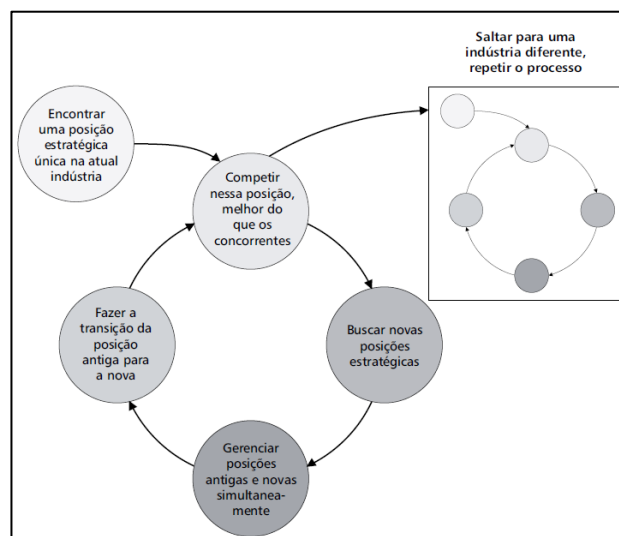 Saltar para uma
indústria diferente,
repetir o processo
Encontrar
uma posição
estratégica
única na atual
indústria
Competir
nessa posição,
melhor do
que os
concorrentes
Fazer a
transição da
posição
antiga para
a nova
Buscar novas
posições
estratégicas
Gerenciar
posições
antigas e novas
simultanea-
mente